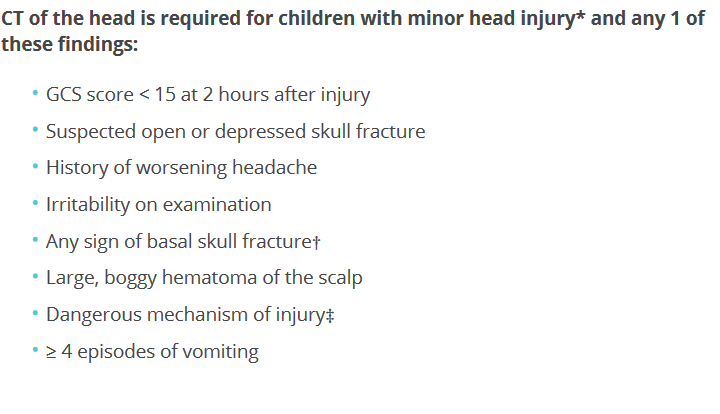 CT of the head is required for children with minor head injury* and any 1 of
these findings:
• GCS score < 15 at 2 hours after injury
• Suspected open or depressed skull fracture
• History of worsening headache
• Irritability on examination
• Any sign of basal skull fracture†
• Large, boggy hematoma of the scalp
• Dangerous mechanism of injury‡
• ≥ 4 episodes of vomiting